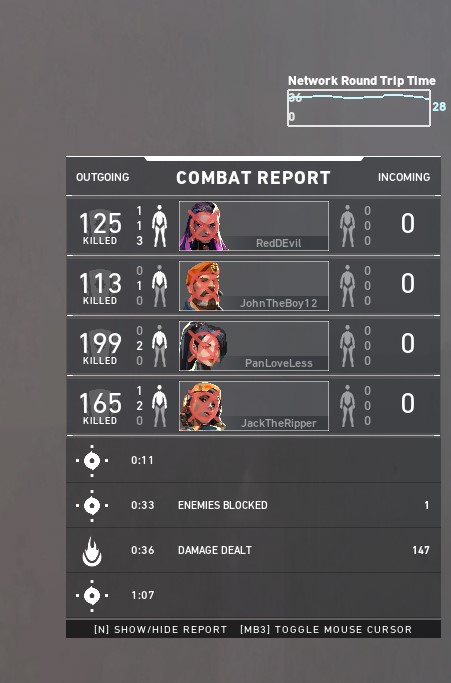 Network Round Trip Time
36
28
0
OUTGOING COMBAT REPORT INCOMING
125 KILLED 1 1 3 RedDEvil 0 0 0 0
113 KILLED 0 1 0 JohnTheBoy12 0 0 0 0
199 KILLED 0 2 0 PanLoveLess 0 0 0 0
165 KILLED 1 2 0 JackTheRipper 0 0 0 0
0:11
0:33 ENEMIES BLOCKED 1
0:36 DAMAGE DEALT 147
1:07
[N] SHOW/HIDE REPORT [MB3] TOGGLE MOUSE CURSOR